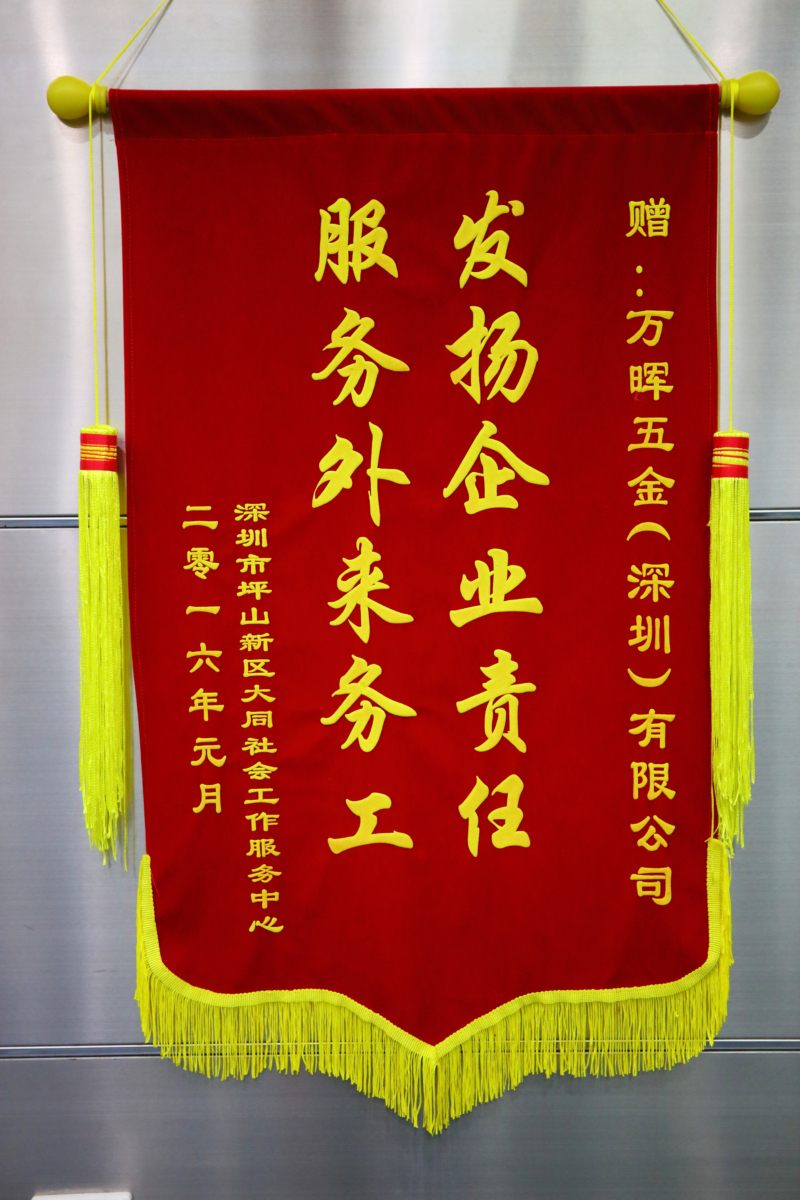 赠:万晖五金(深圳)有限公司
发扬企业责任
服务外来务工
深圳市坪山新区大同社会工作服务中心
二零一六年元月